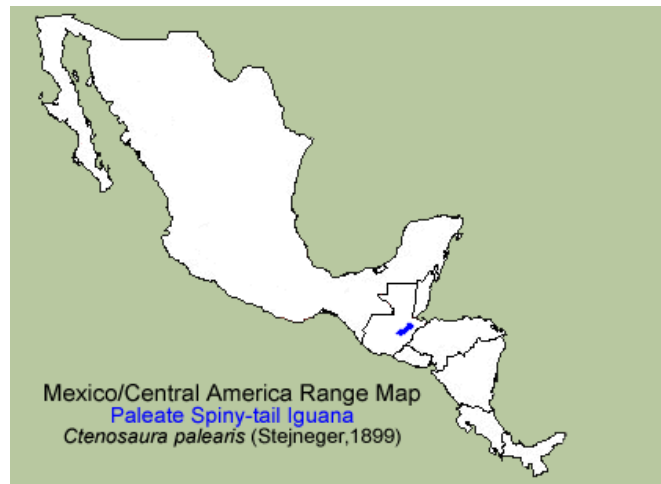 Mexico/Central America Range Map
Paleate Spiny-tail Iguana
Ctenosaura palearis (Stejneger,1899)